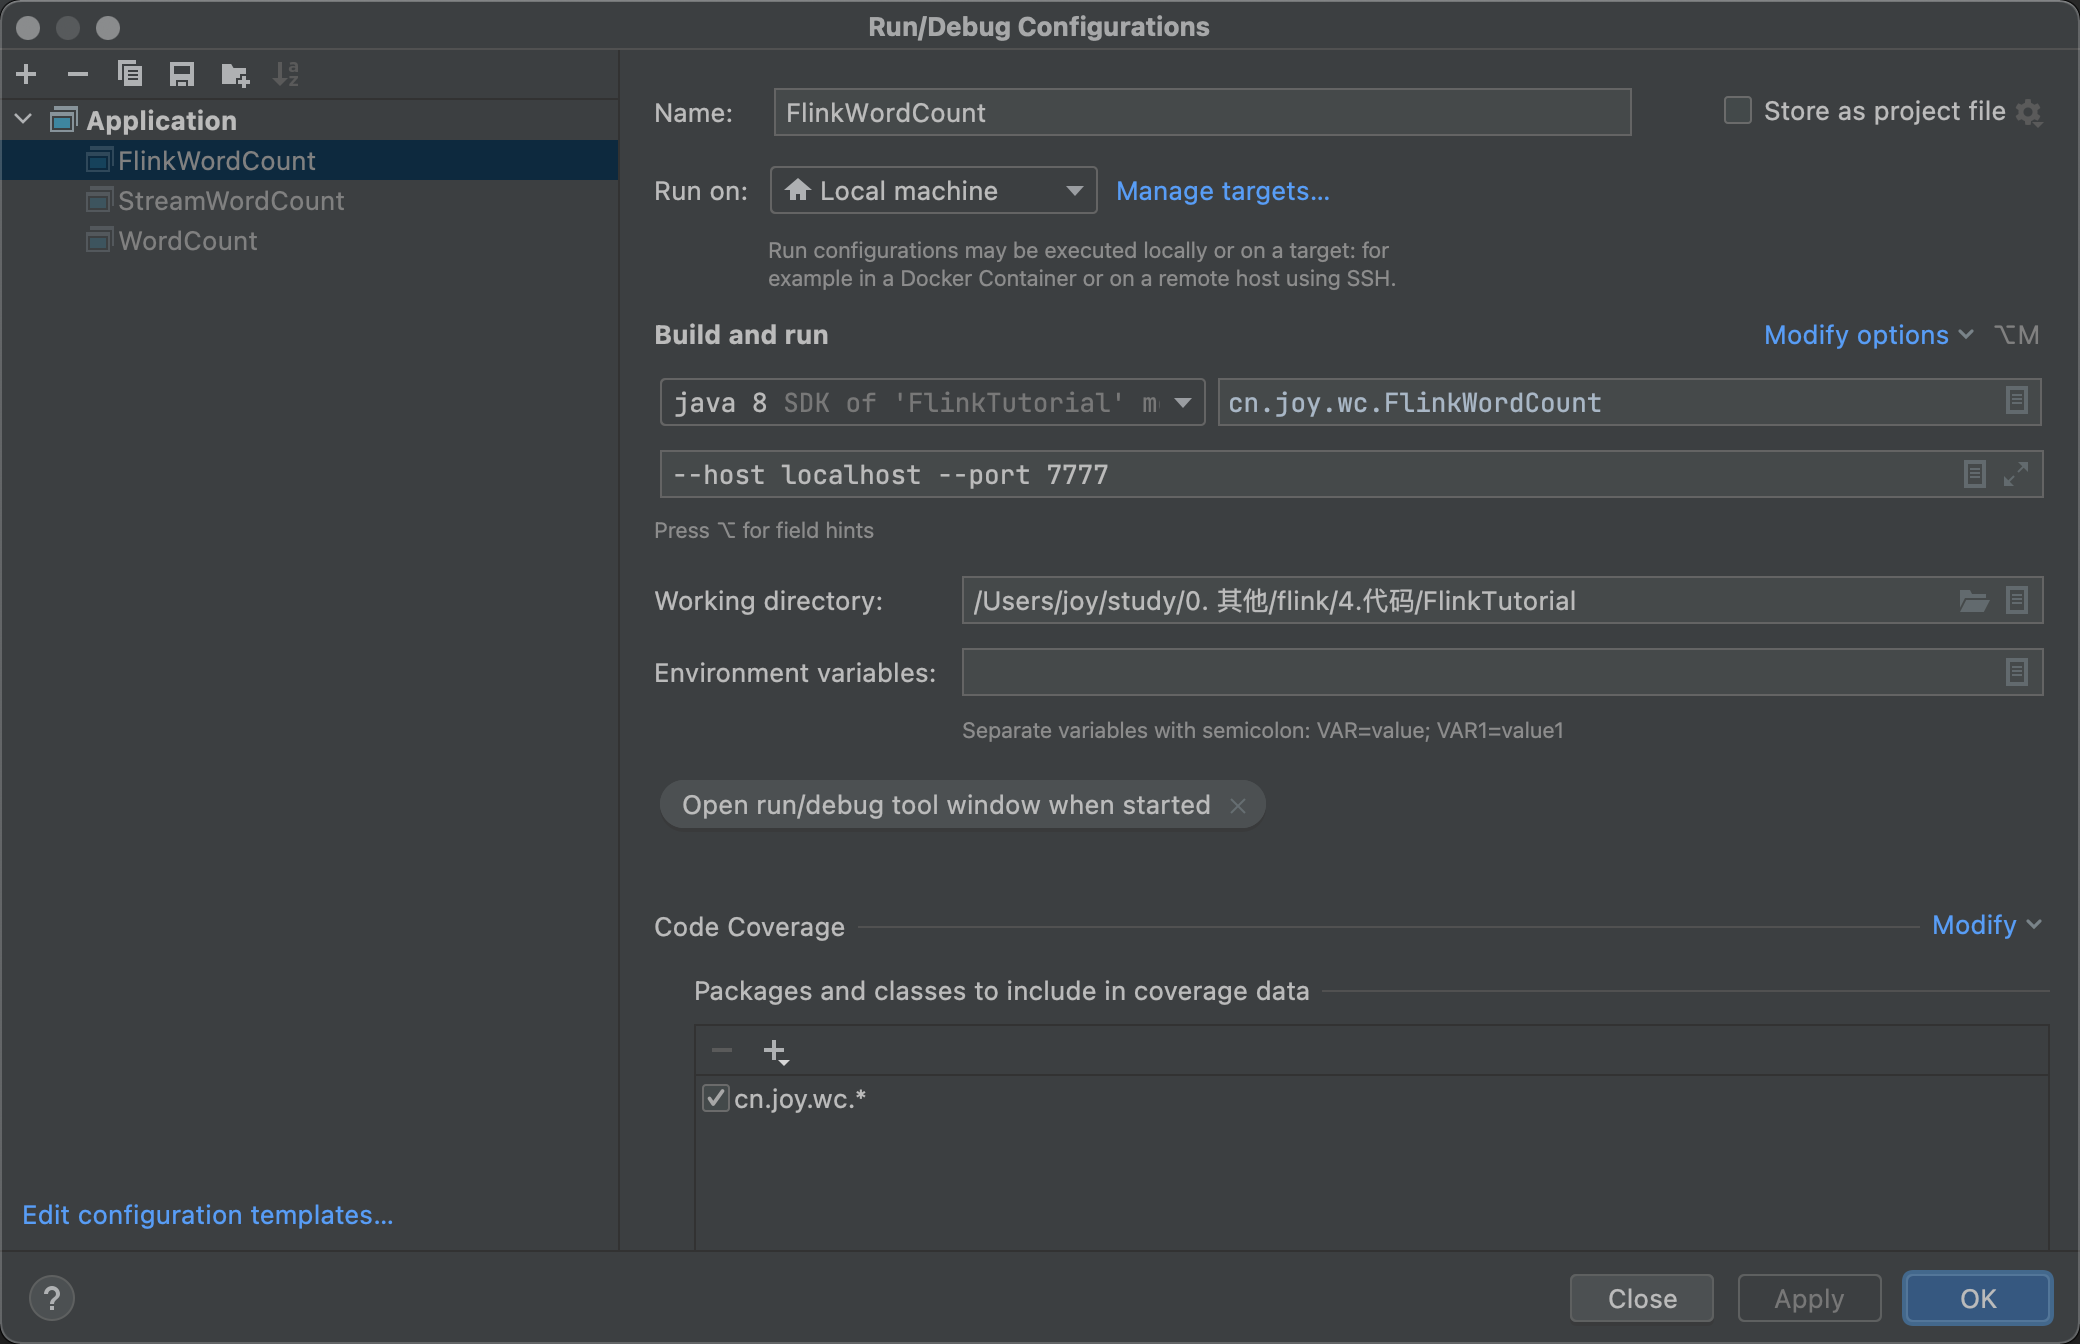 Run/Debug Configurations
Application
FlinkWordCount
StreamWordCount
WordCount
Edit configuration templates...
Name: FlinkWordCount Store as project file
Run on: Local machine Manage targets...
Run configurations may be executed locally or on a target: for
example in a Docker Container or on a remote host using SSH.
Build and run Modify options ⌥M
java 8 SDK of 'FlinkTutorial' cn.joy.wc.FlinkWordCount
--host localhost --port 7777
Press ⌥ for field hints
Working directory: /Users/joy/study/0. 其他/flink/4.代码/FlinkTutorial
Environment variables:
Separate variables with semicolon: VAR=value; VAR1=value1
Open run/debug tool window when started
Code Coverage Modify
Packages and classes to include in coverage data
cn.joy.wc.*
? Close Apply OK